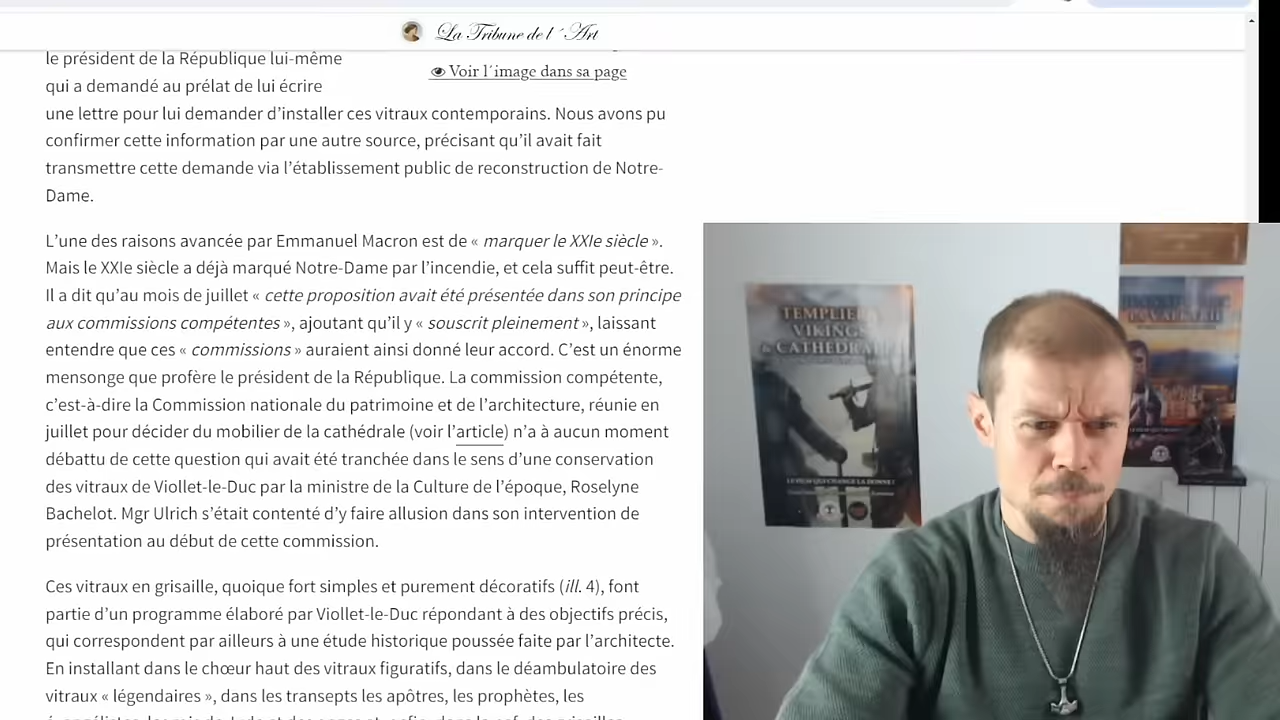 La Tribune de l´Art
le président de la République lui-même
qui a demandé au prélat de lui écrire
Voir l´image dans sa page
une lettre pour lui demander d’installer ces vitraux contemporains. Nous avons pu
confirmer cette information par une autre source, précisant qu’il avait fait
transmettre cette demande via l’établissement public de reconstruction de Notre-
Dame.
L’une des raisons avancée par Emmanuel Macron est de « marquer le XXIe siècle ».
Mais le XXIe siècle a déjà marqué Notre-Dame par l’incendie, et cela suffit peut-être.
Il a dit qu’au mois de juillet « cette proposition avait été présentée dans son principe
aux commissions compétentes », ajoutant qu’il y « souscrit pleinement », laissant
entendre que ces « commissions » auraient ainsi donné leur accord. C’est un énorme
mensonge que profère le président de la République. La commission compétente,
c’est-à-dire la Commission nationale du patrimoine et de l’architecture, réunie en
juillet pour décider du mobilier de la cathédrale (voir l’article) n’a à aucun moment
débattu de cette question qui avait été tranchée dans le sens d’une conservation
des vitraux de Viollet-le-Duc par la ministre de la Culture de l’époque, Roselyne
Bachelot. Mgr Ulrich s’était contenté d’y faire allusion dans son intervention de
présentation au début de cette commission.
Ces vitraux en grisaille, quoique fort simples et purement décoratifs (ill. 4), font
partie d’un programme élaboré par Viollet-le-Duc répondant à des objectifs précis,
qui correspondent par ailleurs à une étude historique poussée faite par l’architecte.
En installant dans le chœur haut des vitraux figuratifs, dans le déambulatoire des
vitraux « légendaires », dans les transepts les apôtres, les prophètes, les
TEMPLIERS
VIKINGS
& CATHÉDRALE
LE FILM QUI CHANGE LA DONNE !